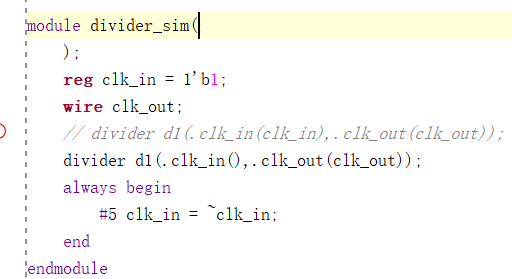 module divider_sim(
);
reg clk_in = 1'b1;
wire clk_out;
// divider d1(.clk_in(clk_in),.clk_out(clk_out));
divider d1(.clk_in(),.clk_out(clk_out));
always begin
#5 clk_in = ~clk_in;
end
endmodule